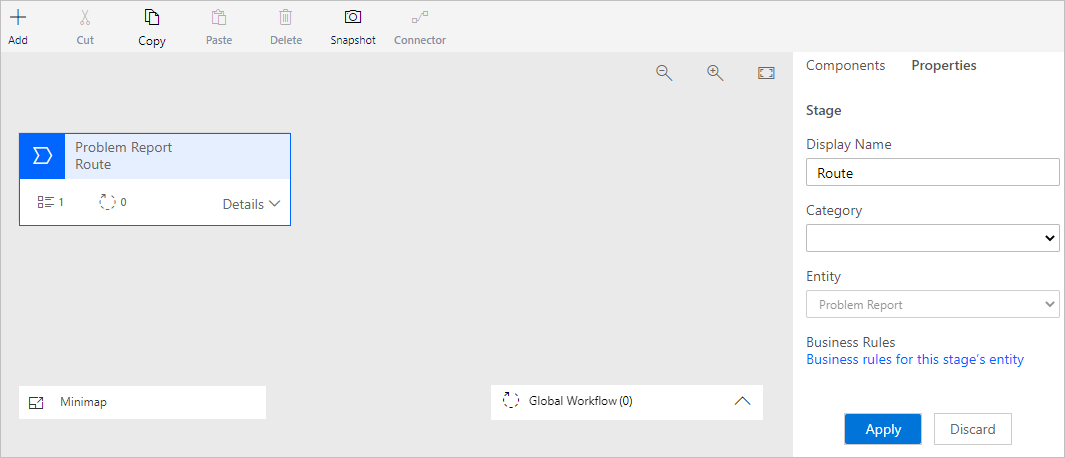 Add
Cut
Copy
Paste
Delete
Snapshot
Connector
Problem Report
Route
1
0
Details
Minimap
Global Workflow (0)
Components
Properties
Stage
Display Name
Route
Category
Entity
Problem Report
Business Rules
Business rules for this stage's entity
Apply
Discard